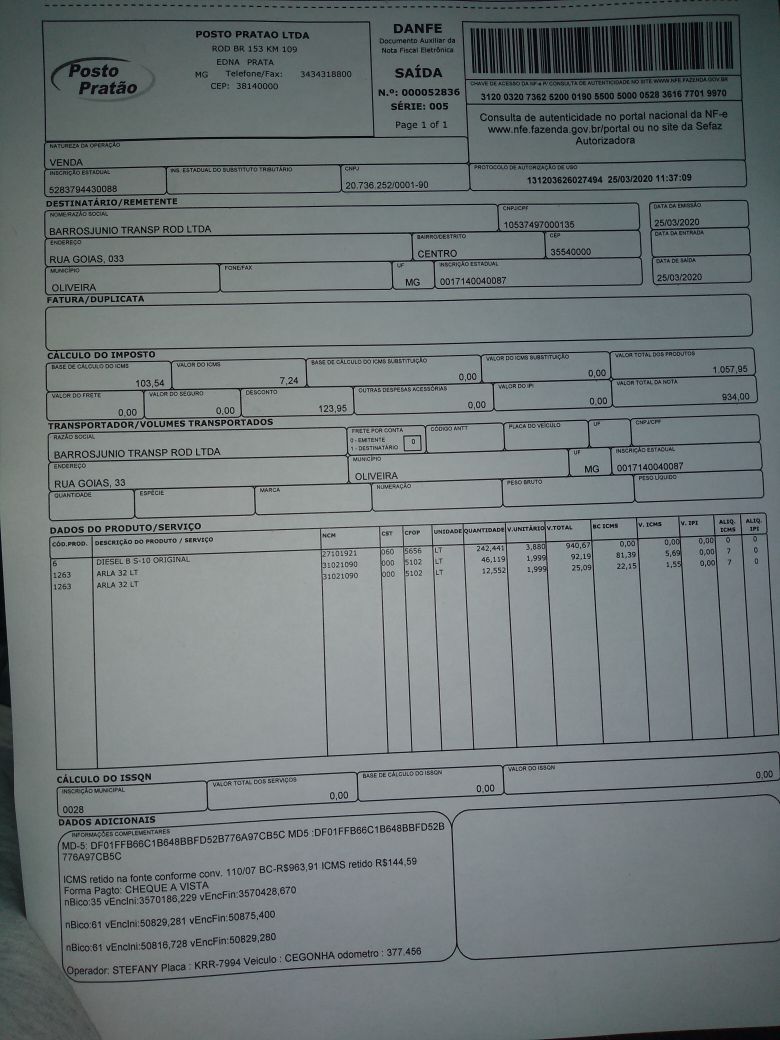 Posto
Pratão
POSTO PRATAO LTDA
ROD BR 153 KM 109
EDNA PRATA
MG Telefone/Fax: 3434318800
CEP: 38140000
DANFE
Documento Auxiliar da
Nota Fiscal Eletrônica
SAÍDA
N.º: 000052836
SÉRIE: 005
Page 1 of 1
CHAVE DE ACESSO DA NF-e P/ CONSULTA DE AUTENTICIDADE NO SITE WWW.NFE.FAZENDA.GOV.BR
3120 0320 7362 5200 0190 5500 5000 0528 3616 7701 9970
Consulta de autenticidade no portal nacional da NF-e
www.nfe.fazenda.gov.br/portal ou no site da Sefaz
Autorizadora
NATUREZA DA OPERAÇÃO
VENDA
INSCRIÇÃO ESTADUAL INS. ESTADUAL DO SUBSTITUTO TRIBUTÁRIO CNPJ PROTOCOLO DE AUTORIZAÇÃO DE USO
5283794430088 20.736.252/0001-90 131203626027494 25/03/2020 11:37:09
DESTINATÁRIO/REMETENTE
NOME/RAZÃO SOCIAL CNPJ/CPF DATA DA EMISSÃO
BARROSJUNIO TRANSP ROD LTDA 10537497000135 25/03/2020
ENDEREÇO BAIRRO/DESTRITO CEP DATA DA ENTRADA
RUA GOIAS, 033 CENTRO 35540000
MUNICÍPIO FONE/FAX UF INSCRIÇÃO ESTADUAL DATA DE SAÍDA
OLIVEIRA MG 0017140040087 25/03/2020
FATURA/DUPLICATA
CÁLCULO DO IMPOSTO
BASE DE CÁLCULO DO ICMS VALOR DO ICMS BASE DE CÁLCULO DO ICMS SUBSTITUIÇÃO VALOR DO ICMS SUBSTITUIÇÃO VALOR TOTAL DOS PRODUTOS
103,54 7,24 0,00 0,00 1.057,95
VALOR DO FRETE VALOR DO SEGURO DESCONTO OUTRAS DESPESAS ACESSÓRIAS VALOR DO IPI VALOR TOTAL DA NOTA
0,00 0,00 123,95 0,00 0,00 934,00
TRANSPORTADOR/VOLUMES TRANSPORTADOS
RAZÃO SOCIAL FRETE POR CONTA CÓDIGO ANTT PLACA DO VEÍCULO UF CNPJ/CPF
0 - EMITENTE
1 - DESTINATÁRIO 0
BARROSJUNIO TRANSP ROD LTDA
ENDEREÇO MUNICÍPIO UF INSCRIÇÃO ESTADUAL
RUA GOIAS, 33 OLIVEIRA MG 0017140040087
QUANTIDADE ESPÉCIE MARCA NUMERAÇÃO PESO BRUTO PESO LÍQUIDO
DADOS DO PRODUTO/SERVIÇO
CÓD.PROD. DESCRIÇÃO DO PRODUTO / SERVIÇO NCM CST CFOP UNIDADE QUANTIDADE V.UNITÁRIO V.TOTAL BC ICMS V. ICMS V. IPI ALIQ. ICMS ALIQ. IPI
6 DIESEL B S-10 ORIGINAL 27101921 060 5656 LT 242,441 3,880 940,67 0,00 0,00 0,00 0 0
1263 ARLA 32 LT 31021090 000 5102 LT 46,119 1,999 92,19 81,39 5,69 0,00 7 0
1263 ARLA 32 LT 31021090 000 5102 LT 12,552 1,999 25,09 22,15 1,55 0,00 7 0
CÁLCULO DO ISSQN
INSCRIÇÃO MUNICIPAL VALOR TOTAL DOS SERVIÇOS BASE DE CÁLCULO DO ISSQN VALOR DO ISSQN
0028 0,00 0,00 0,00
DADOS ADICIONAIS
INFORMAÇÕES COMPLEMENTARES
MD-5: DF01FFB66C1B648BBFD52B776A97CB5C MD5 :DF01FFB66C1B648BBFD52B
776A97CB5C
ICMS retido na fonte conforme conv. 110/07 BC-R$963,91 ICMS retido R$144,59
Forma Pagto: CHEQUE A VISTA
nBico:35 vEncIni:3570186,229 vEncFin:3570428,670
nBico:61 vEncIni:50829,281 vEncFin:50875,400
nBico:61 vEncIni:50816,728 vEncFin:50829,280
Operador: STEFANY Placa : KRR-7994 Veiculo : CEGONHA odometro : 377.456